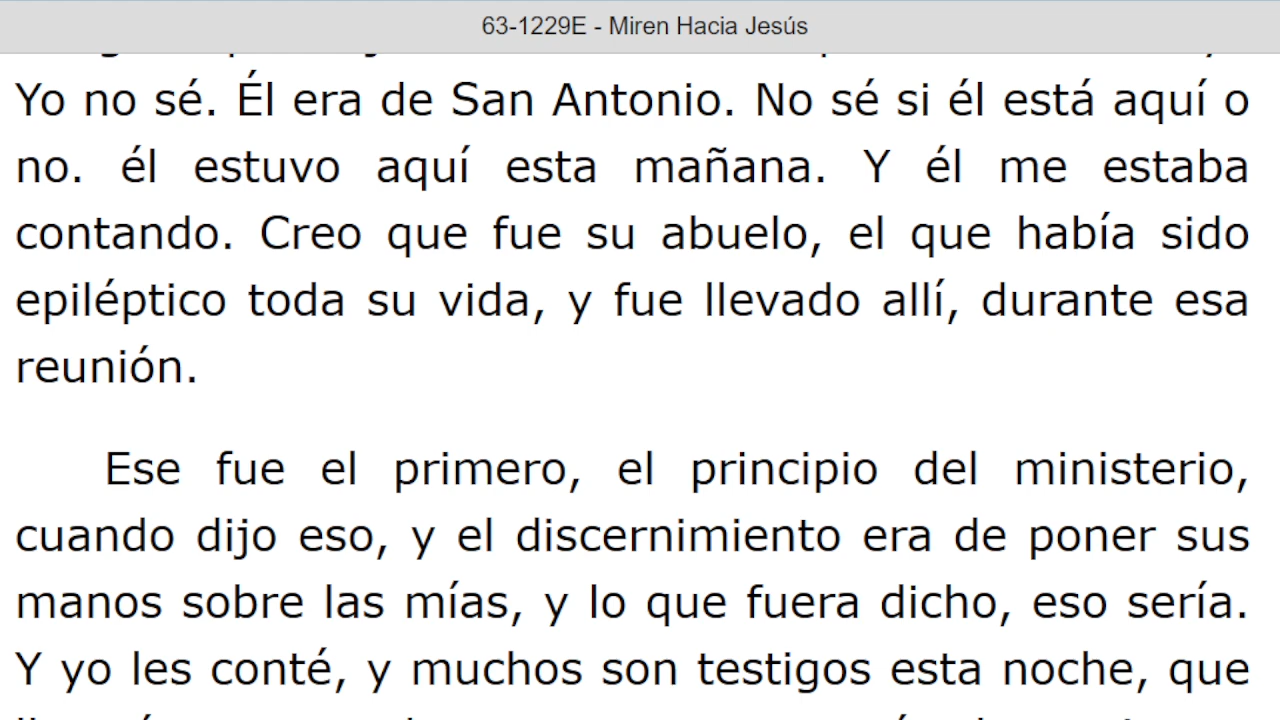 63-1229E - Miren Hacia Jesús
Yo no sé. Él era de San Antonio. No sé si él está aquí o
no. él estuvo aquí esta mañana. Y él me estaba
contando. Creo que fue su abuelo, el que había sido
epiléptico toda su vida, y fue llevado allí, durante esa
reunión.
Ese fue el primero, el principio del ministerio,
cuando dijo eso, y el discernimiento era de poner sus
manos sobre las mías, y lo que fuera dicho, eso sería.
Y yo les conté, y muchos son testigos esta noche, que